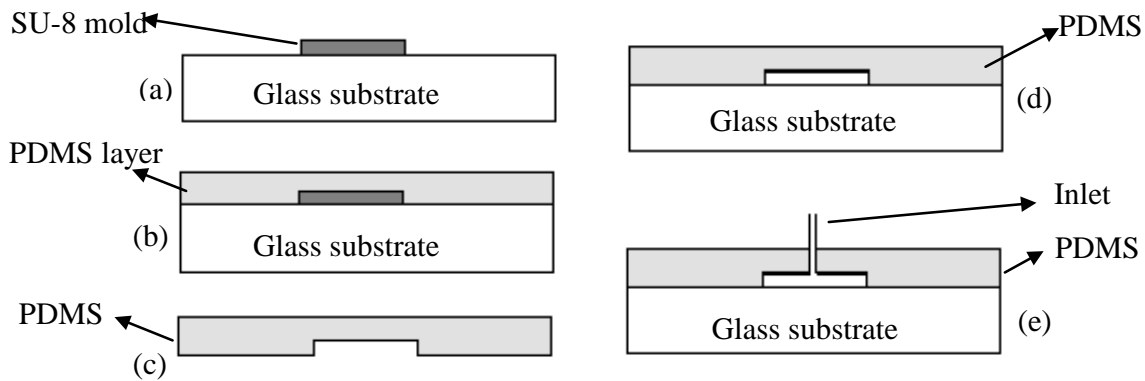 SU-8 mold
(a)
Glass substrate
PDMS layer
(b)
Glass substrate
PDMS
(c)
PDMS
(d)
Glass substrate
Inlet
PDMS
(e)
Glass substrate